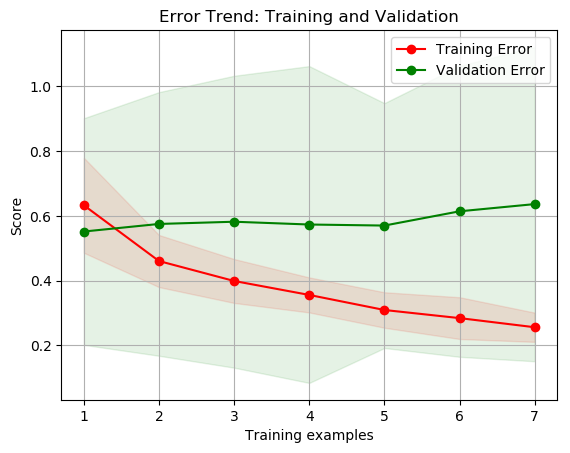 Error Trend: Training and Validation
Training Error
Validation Error
Score
1.0
0.8
0.6
0.4
0.2
1 2 3 4 5 6 7
Training examples